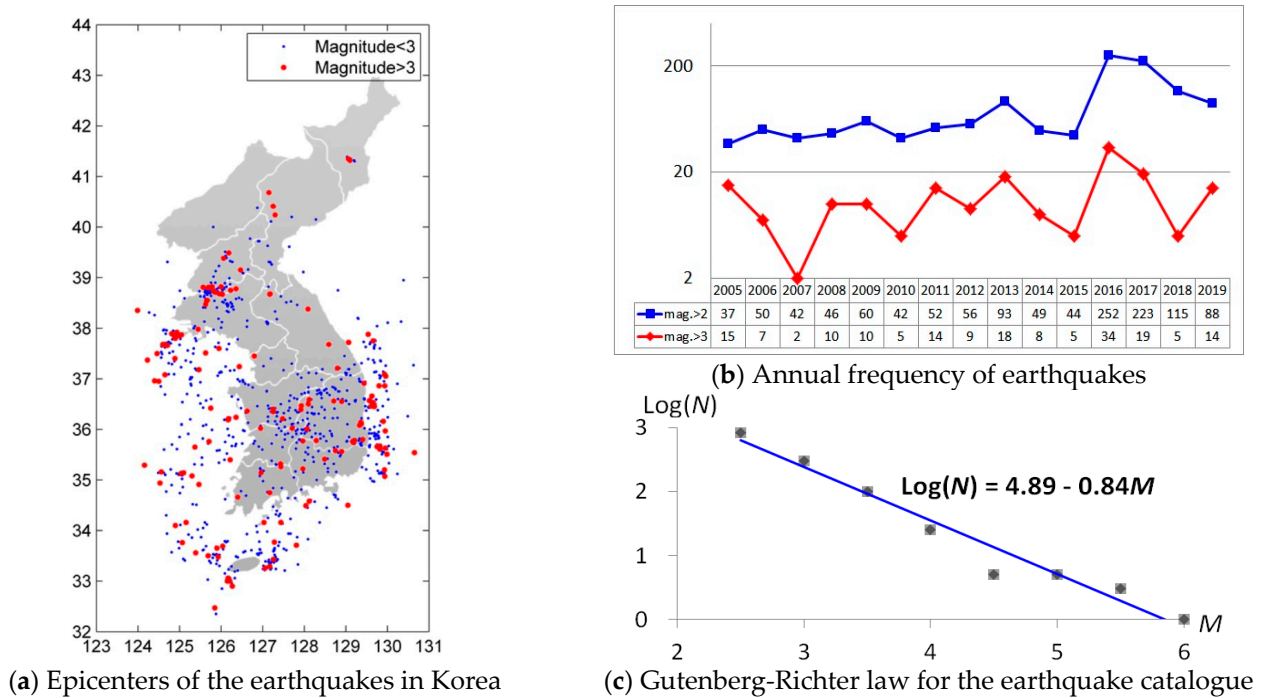 44
43
42
41
40
39
38
37
36
35
34
33
32
123 124 125 126 127 128 129 130 131
Magnitude<3
Magnitude>3
(a) Epicenters of the earthquakes in Korea
200
20
2
2005 2006 2007 2008 2009 2010 2011 2012 2013 2014 2015 2016 2017 2018 2019
mag.>2 37 50 42 46 60 42 52 56 93 49 44 252 223 115 88
mag.>3 15 7 2 10 10 5 14 9 18 8 5 34 19 5 14
(b) Annual frequency of earthquakes
Log(N)
3
2
1
0
Log(N) = 4.89 - 0.84M
M
2 3 4 5 6
(c) Gutenberg-Richter law for the earthquake catalogue